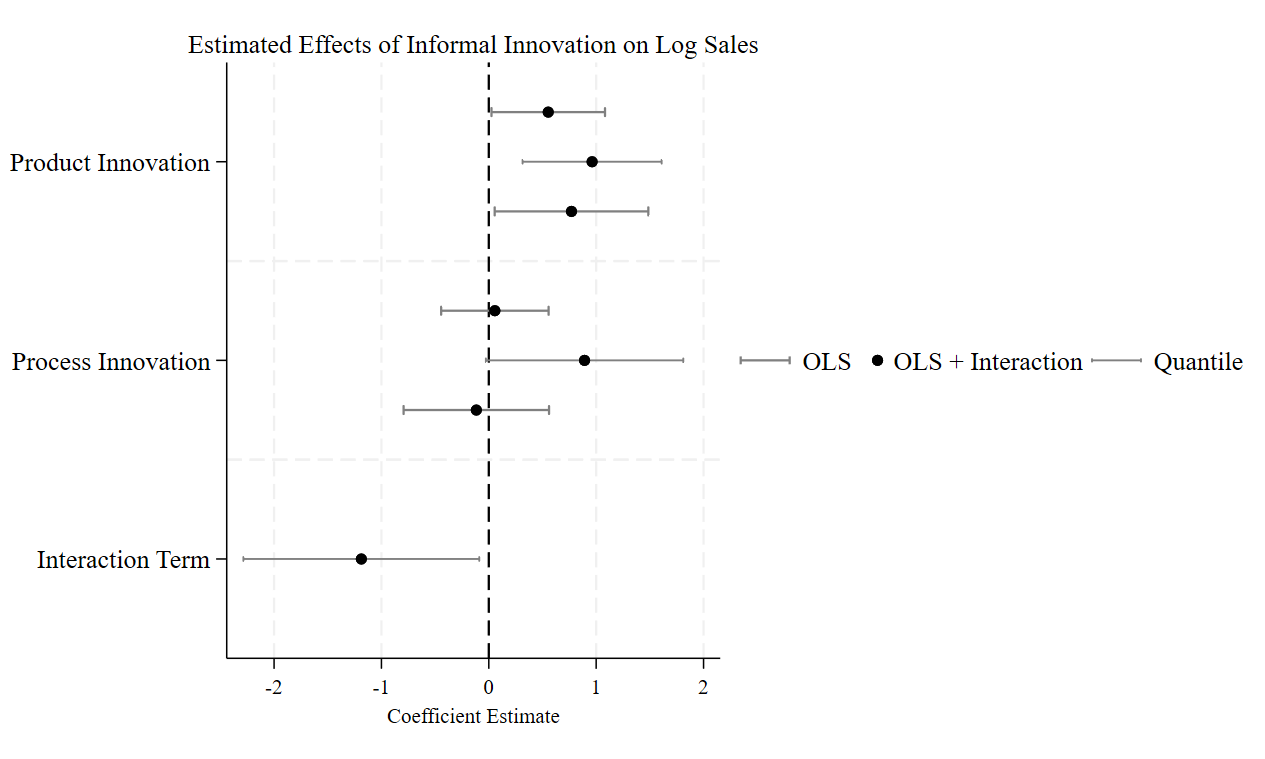 Estimated Effects of Informal Innovation on Log Sales
Product Innovation
Process Innovation
Interaction Term
OLS OLS + Interaction Quantile
-2 -1 0 1 2
Coefficient Estimate